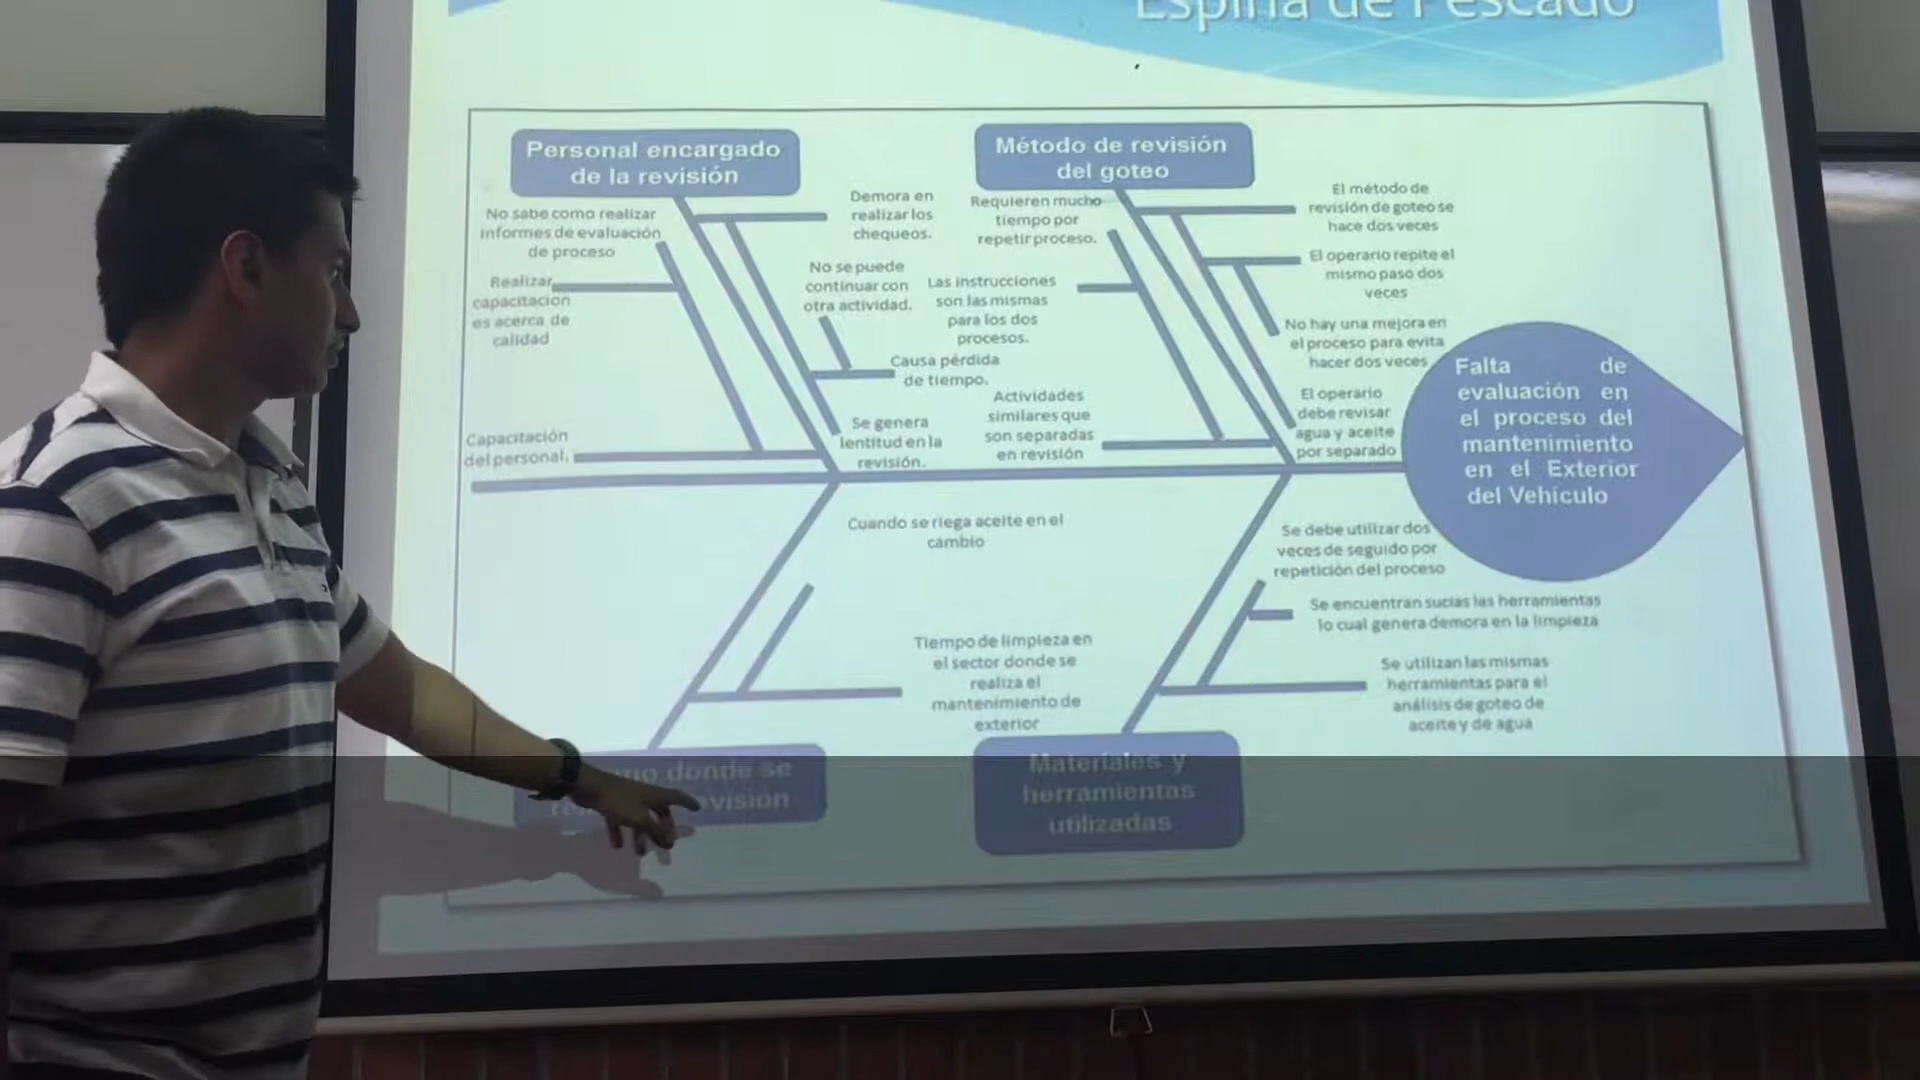 Espina de Pescado
Personal encargado
de la revisión
No sabe como realizar
informes de evaluación
de proceso
Realizar
capacitacion
es acerca de
calidad
Capacitación
del personal.
Demora en
realizar los
chequeos.
No se puede
continuar con
otra actividad.
Causa pérdida
de tiempo.
Se genera
lentitud en la
revisión.
Método de revisión
del goteo
Requieren mucho
tiempo por
repetir proceso.
Las instrucciones
son las mismas
para los dos
procesos.
Actividades
similares que
son separadas
en revisión
El método de
revisión de goteo se
hace dos veces
El operario repite el
mismo paso dos
veces
No hay una mejora en
el proceso para evita
hacer dos veces
El operario
debe revisar
agua y aceite
por separado
Falta de
evaluación en
el proceso del
mantenimiento
en el Exterior
del Vehículo
Cuando se riega aceite en el
cambio
Tiempo de limpieza en
el sector donde se
realiza el
mantenimiento de
exterior
donde se
Se debe utilizar dos
veces de seguido por
repetición del proceso
Se encuentran sucias las herramientas
lo cual genera demora en la limpieza
Se utilizan las mismas
herramientas para el
análisis de goteo de
aceite y de agua
Materiales y
herramientas
utilizadas